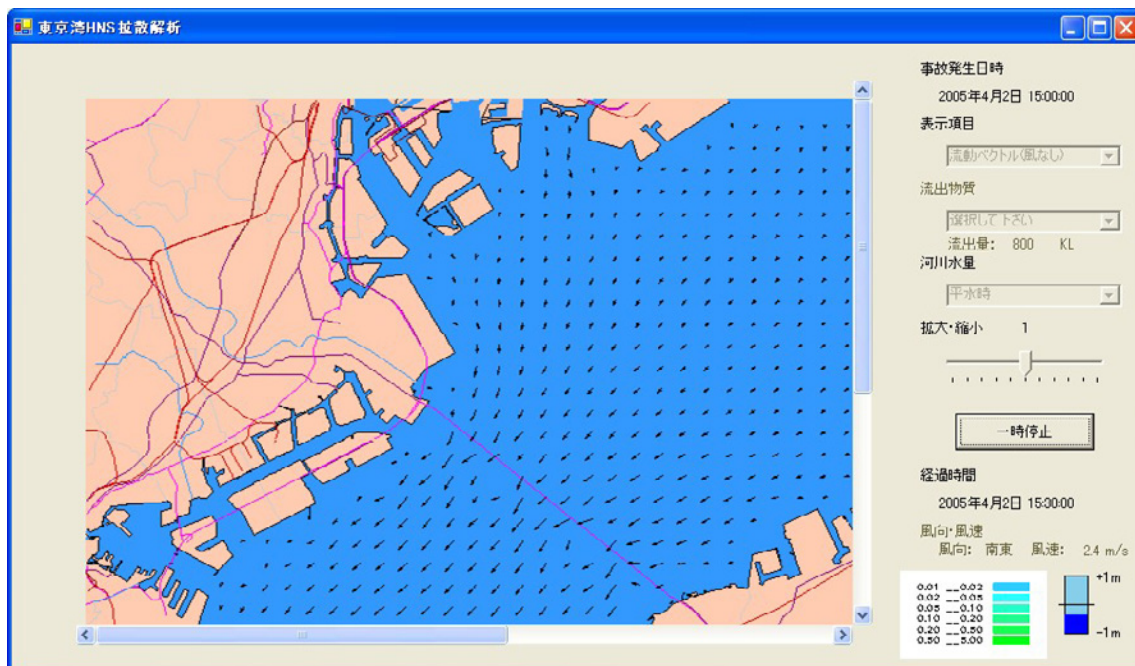 東京湾HNS拡散解析
事故発生日時
2005年4月2日 15:00:00
表示項目
流動ベクトル(風なし)
流出物質
選択して下さい
流出量: 800 KL
河川水量
平水時
拡大・縮小 1
一時停止
経過時間
2005年4月2日 15:30:00
風向・風速
風向: 南東 風速: 2.4 m/s
0.01 __0.02
0.02 __0.05
0.05 __0.10
0.10 __0.20
0.20 __0.50
0.50 __5.00
+1m
-1m